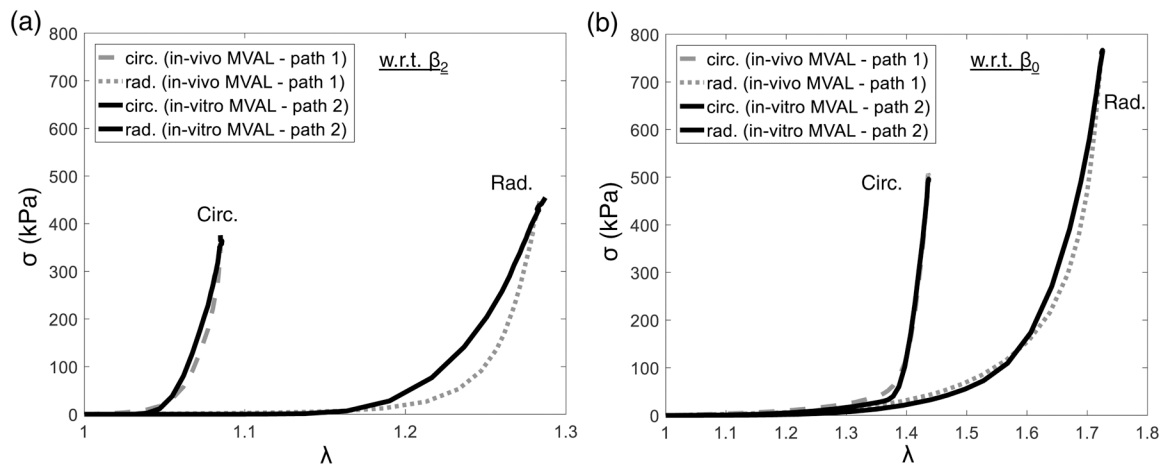 (a)
800
700
600
500
400
300
200
100
0
σ (kPa)
circ. (in-vivo MVAL - path 1)
rad. (in-vivo MVAL - path 1)
circ. (in-vitro MVAL - path 2)
rad. (in-vitro MVAL - path 2)
w.r.t. β₂
Circ.
Rad.
1
1.1
1.2
1.3
λ
(b)
800
700
600
500
400
300
200
100
0
σ (kPa)
circ. (in-vivo MVAL - path 1)
rad. (in-vivo MVAL - path 1)
circ. (in-vitro MVAL - path 2)
rad. (in-vitro MVAL - path 2)
w.r.t. β₀
Rad.
Circ.
1
1.1
1.2
1.3
1.4
1.5
1.6
1.7
1.8
λ